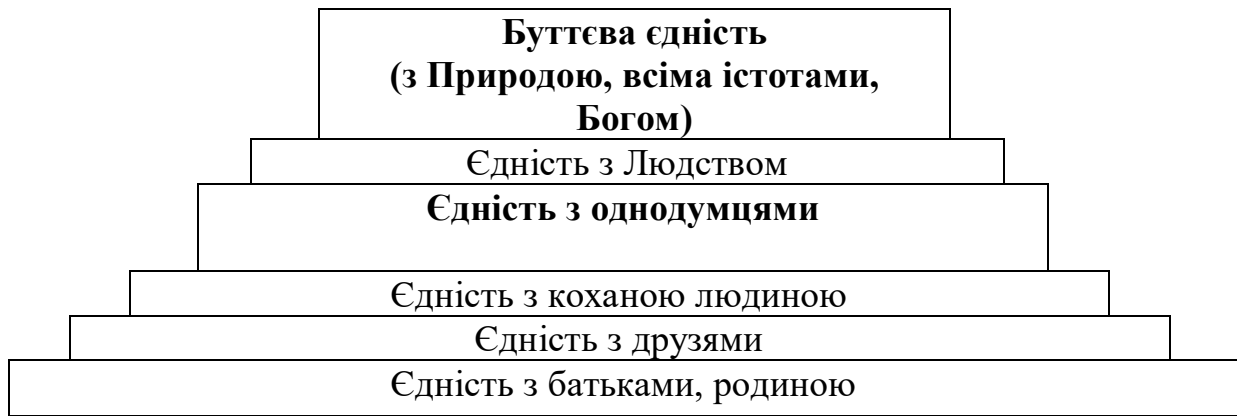 Буттєва єдність
(з Природою, всіма істотами,
Богом)
Єдність з Людством
Єдність з однодумцями
Єдність з коханою людиною
Єдність з друзями
Єдність з батьками, родиною